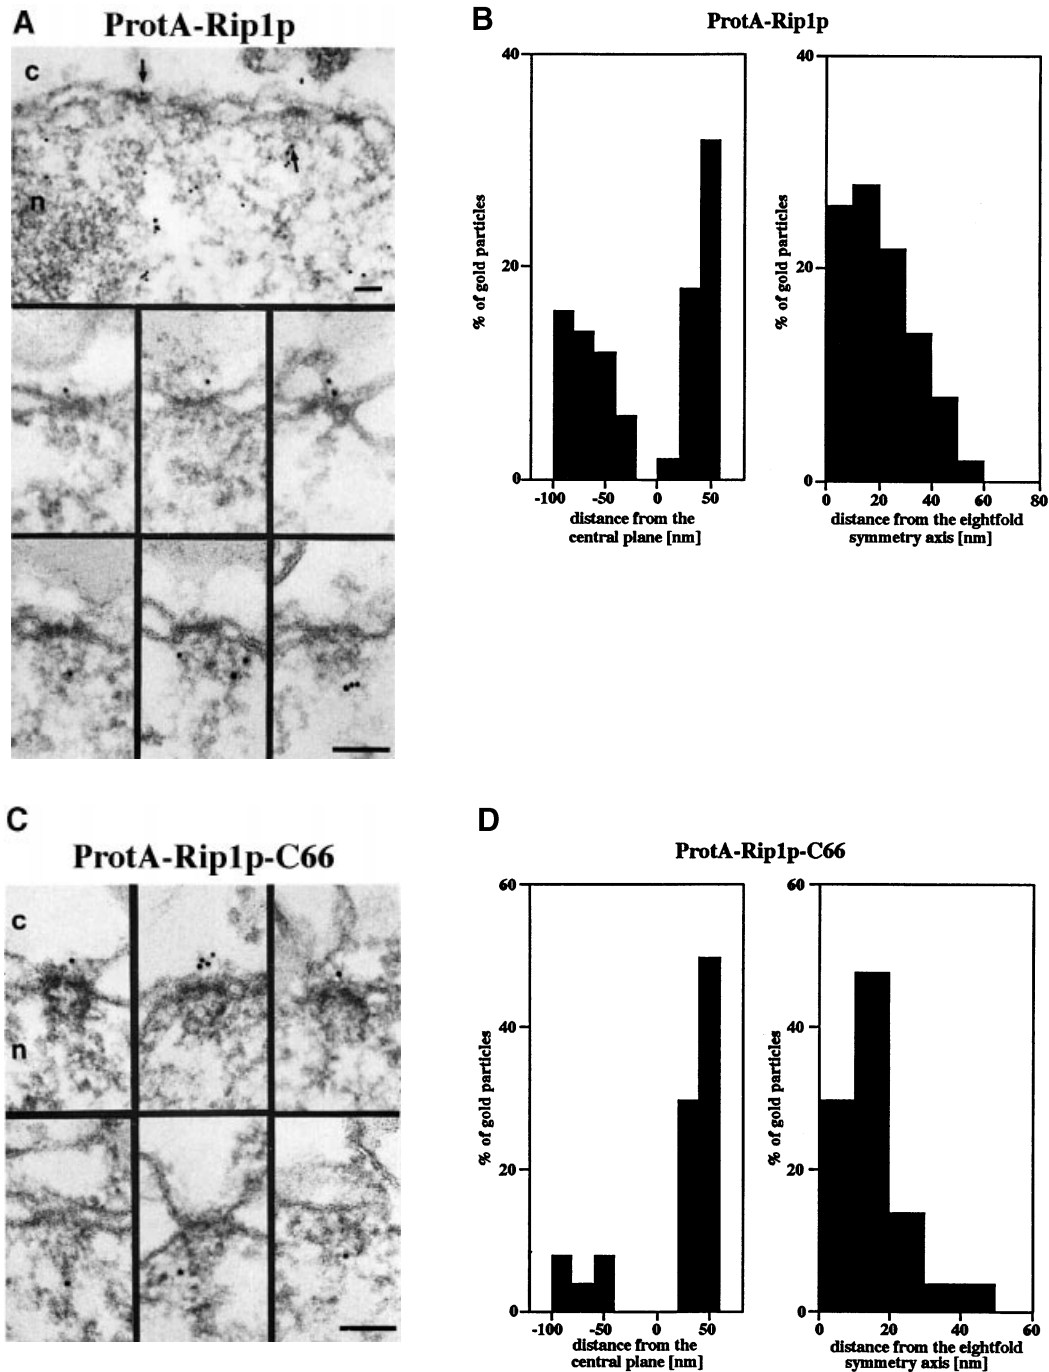 A
ProtA-Rip1p
c
n
B
ProtA-Rip1p
40
20
0
% of gold particles
-100
-50
0
50
distance from the
central plane [nm]
40
20
0
% of gold particles
0
20
40
60
80
distance from the eightfold
symmetry axis [nm]
C
ProtA-Rip1p-C66
c
n
D
ProtA-Rip1p-C66
60
40
20
0
% of gold particles
-100
-50
0
50
distance from the
central plane [nm]
60
40
20
0
% of gold particles
0
20
40
60
distance from the eightfold
symmetry axis [nm]